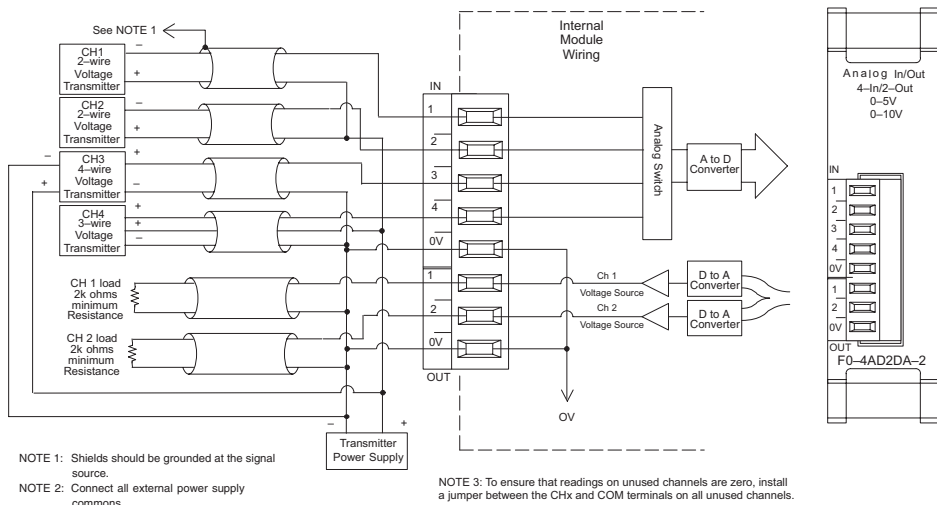 See NOTE 1
CH1
2–wire
Voltage
Transmitter
–
+
CH2
2–wire
Voltage
Transmitter
–
+
–
+
CH3
4–wire
Voltage
Transmitter
+
–
CH4
3–wire
Voltage
Transmitter
+
+
–
CH 1 load
2k ohms
minimum
Resistance
CH 2 load
2k ohms
minimum
Resistance
IN
1
2
3
4
0V
1
2
0V
OUT
Internal
Module
Wiring
Analog Switch
A to D
Converter
Ch 1
Voltage Source
D to A
Converter
Ch 2
Voltage Source
D to A
Converter
OV
– +
Transmitter
Power Supply
Analog In/Out
4–In/2–Out
0–5V
0–10V
IN
1
2
3
4
0V
1
2
0V
OUT
F0–4AD2DA–2
NOTE 1: Shields should be grounded at the signal
source.
NOTE 2: Connect all external power supply
commons.
NOTE 3: To ensure that readings on unused channels are zero, install
a jumper between the CHx and COM terminals on all unused channels.